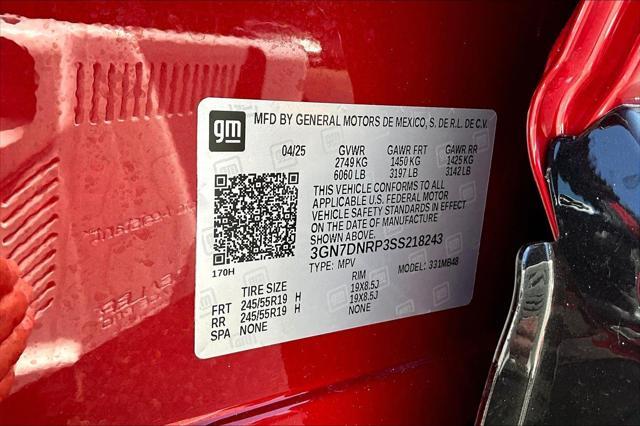 gm MFD BY GENERAL MOTORS DE MEXICO, S. DE R.L. DE C.V.
04/25 GVWR GAWR FRT GAWR RR
2749 KG 1450 KG 1425 KG
6060 LB 3197 LB 3142 LB
THIS VEHICLE CONFORMS TO ALL
APPLICABLE U.S. FEDERAL MOTOR
VEHICLE SAFETY STANDARDS IN EFFECT
ON THE DATE OF MANUFACTURE
SHOWN ABOVE.
3GN7DNRP3SS218243
170H TYPE: MPV MODEL: 331MB48
TIRE SIZE RIM
FRT 245/55R19 H 19X8.5J
RR 245/55R19 H 19X8.5J
SPA NONE NONE